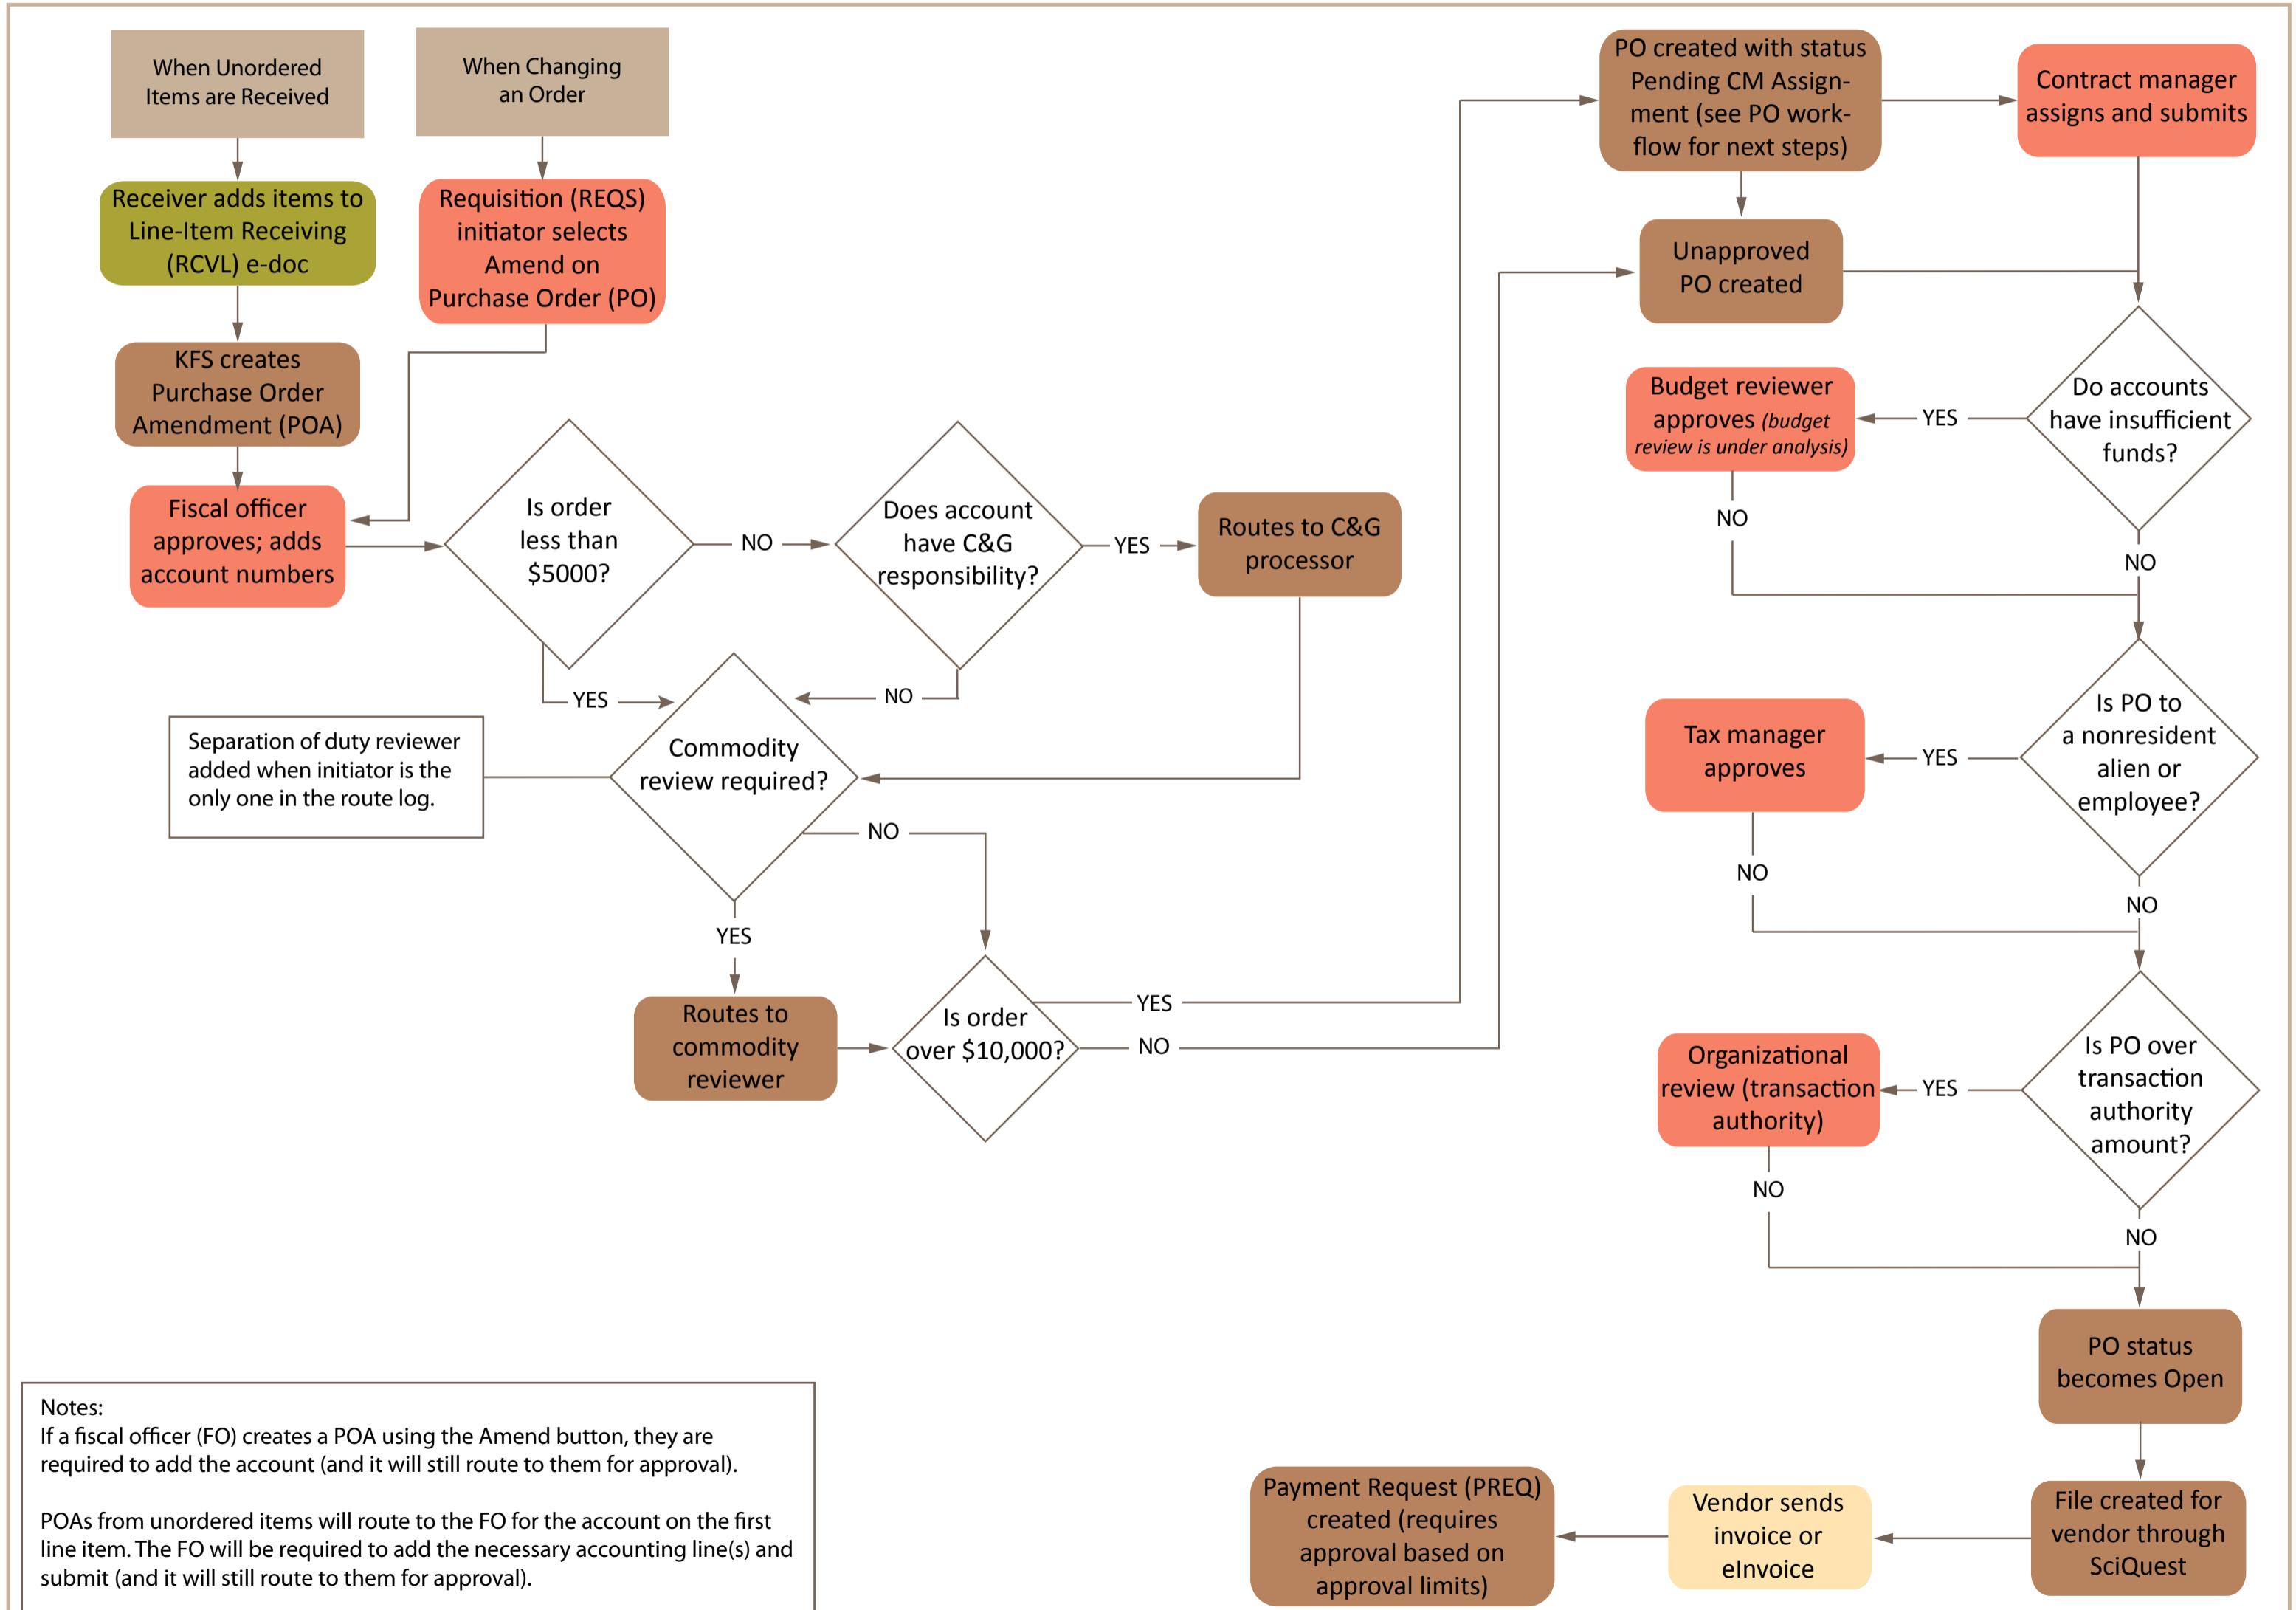 When Unordered
Items are Received
When Changing
an Order
Receiver adds items to
Line-Item Receiving
(RCVL) e-doc
Requisition (REQS)
initiator selects
Amend on
Purchase Order (PO)
KFS creates
Purchase Order
Amendment (POA)
Fiscal officer
approves; adds
account numbers
Is order
less than
$5000?
NO
YES
Does account
have C&G
responsibility?
YES
NO
Routes to C&G
processor
Separation of duty reviewer
added when initiator is the
only one in the route log.
Commodity
review required?
NO
YES
Routes to
commodity
reviewer
Is order
over $10,000?
YES
NO
PO created with status
Pending CM Assign-
ment (see PO work-
flow for next steps)
Contract manager
assigns and submits
Unapproved
PO created
Do accounts
have insufficient
funds?
YES
NO
Budget reviewer
approves (budget
review is under analysis)
NO
Is PO to
a nonresident
alien or
employee?
YES
NO
Tax manager
approves
NO
Is PO over
transaction
authority
amount?
YES
NO
Organizational
review (transaction
authority)
NO
PO status
becomes Open
File created for
vendor through
SciQuest
Vendor sends
invoice or
eInvoice
Payment Request (PREQ)
created (requires
approval based on
approval limits)
Notes:
If a fiscal officer (FO) creates a POA using the Amend button, they are
required to add the account (and it will still route to them for approval).
POAs from unordered items will route to the FO for the account on the first
line item. The FO will be required to add the necessary accounting line(s) and
submit (and it will still route to them for approval).